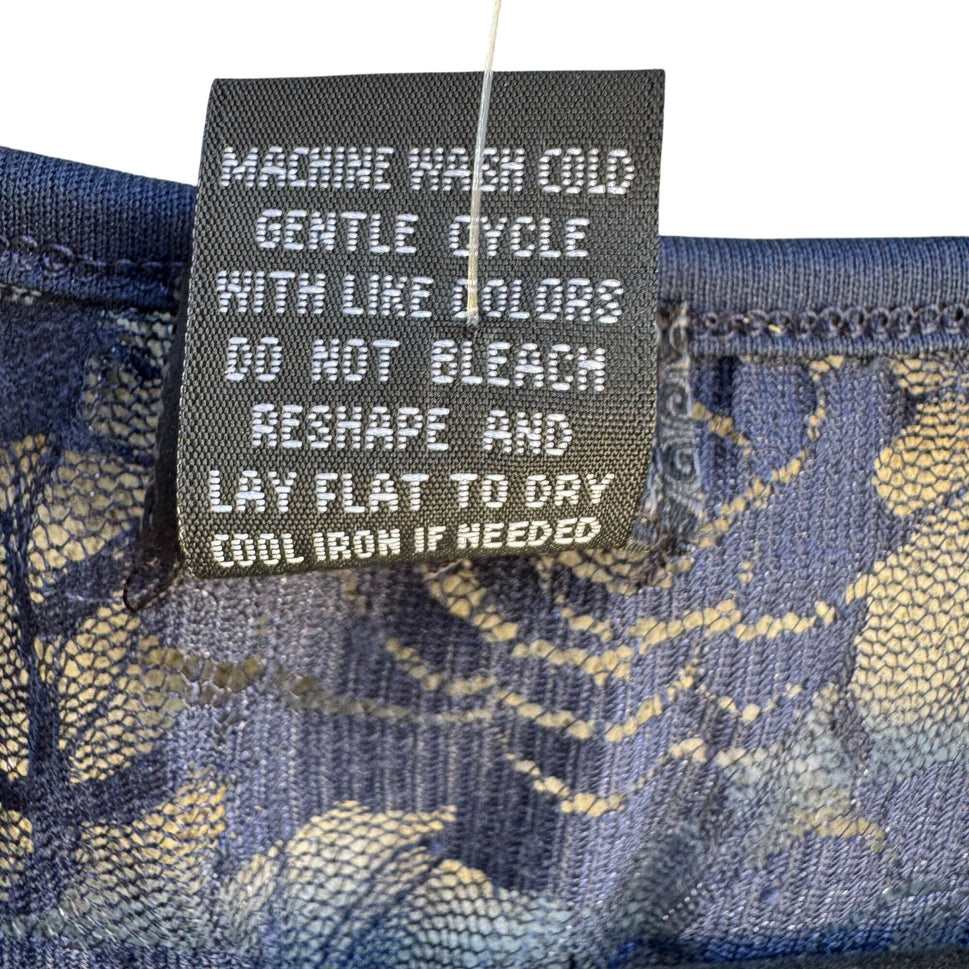 MACHINE WASH COLD
GENTLE CYCLE
WITH LIKE COLORS
DO NOT BLEACH
RESHAPE AND
LAY FLAT TO DRY
COOL IRON IF NEEDED